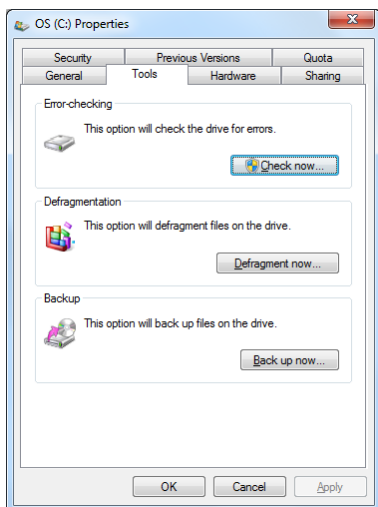 OS (C:) Properties
Security Previous Versions Quota
General Tools Hardware Sharing
Error-checking
This option will check the drive for errors.
Check now...
Defragmentation
This option will defragment files on the drive.
Defragment now...
Backup
This option will back up files on the drive.
Back up now...
OK Cancel Apply